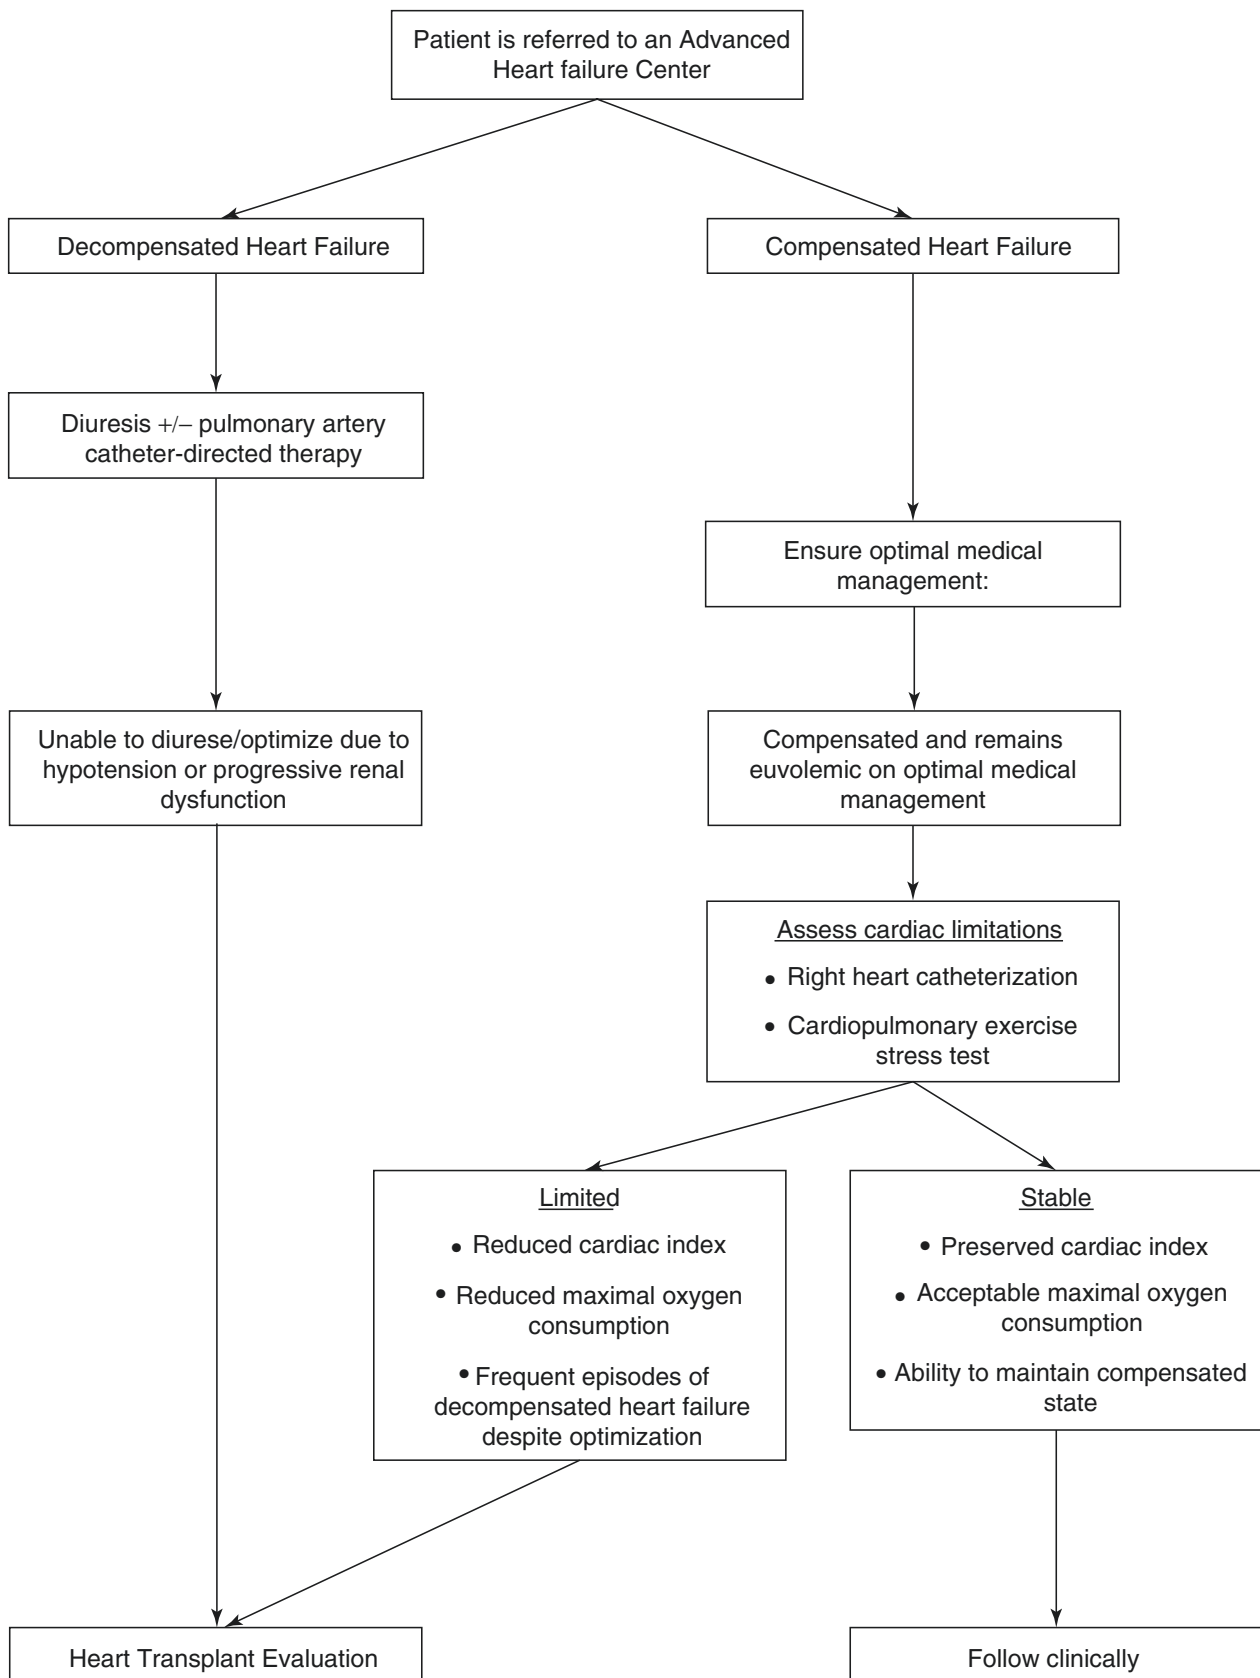 Patient is referred to an Advanced
Heart failure Center
Decompensated Heart Failure
Compensated Heart Failure
Diuresis +/– pulmonary artery
catheter-directed therapy
Ensure optimal medical
management:
Unable to diurese/optimize due to
hypotension or progressive renal
dysfunction
Compensated and remains
euvolemic on optimal medical
management
Assess cardiac limitations
• Right heart catheterization
• Cardiopulmonary exercise
stress test
Limited
• Reduced cardiac index
• Reduced maximal oxygen
consumption
• Frequent episodes of
decompensated heart failure
despite optimization
Stable
• Preserved cardiac index
• Acceptable maximal oxygen
consumption
• Ability to maintain compensated
state
Heart Transplant Evaluation
Follow clinically